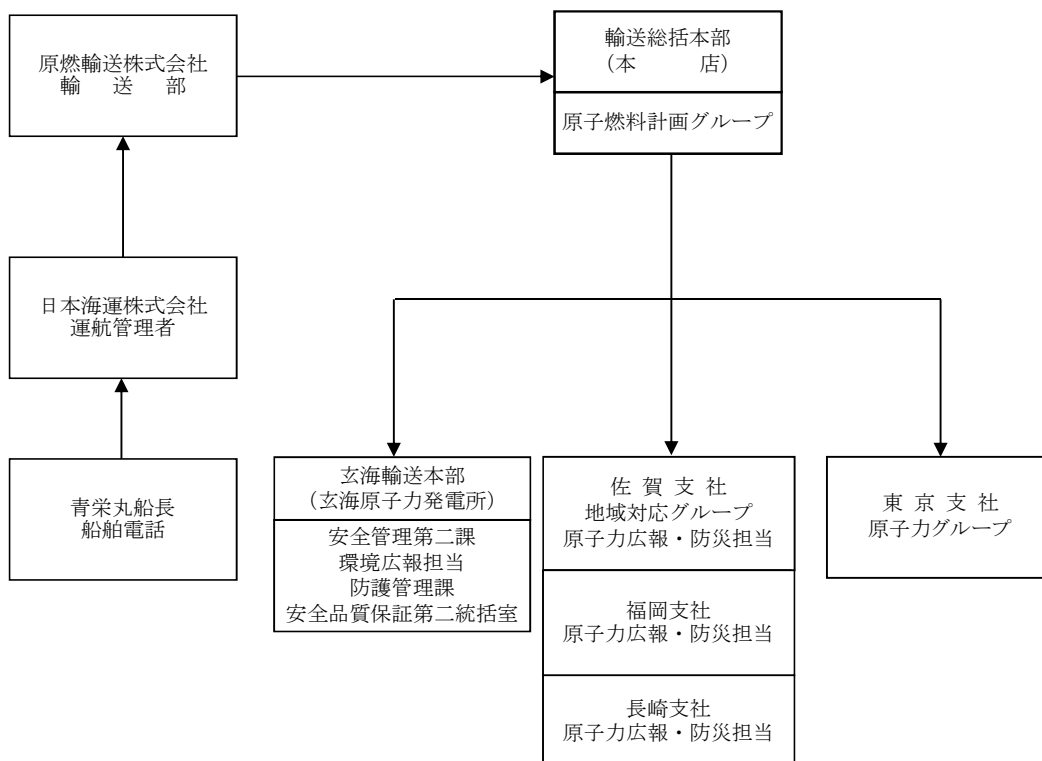 原燃輸送株式会社
輸 送 部
輸送総括本部
(本 店)
原子燃料計画グループ
日本海運株式会社
運航管理者
青栄丸船長
船舶電話
玄海輸送本部
(玄海原子力発電所)
安全管理第二課
環境広報担当
防護管理課
安全品質保証第二統括室
佐 賀 支 社
地域対応グループ
原子力広報・防災担当
福岡支社
原子力広報・防災担当
長崎支社
原子力広報・防災担当
東 京 支 社
原子力グループ